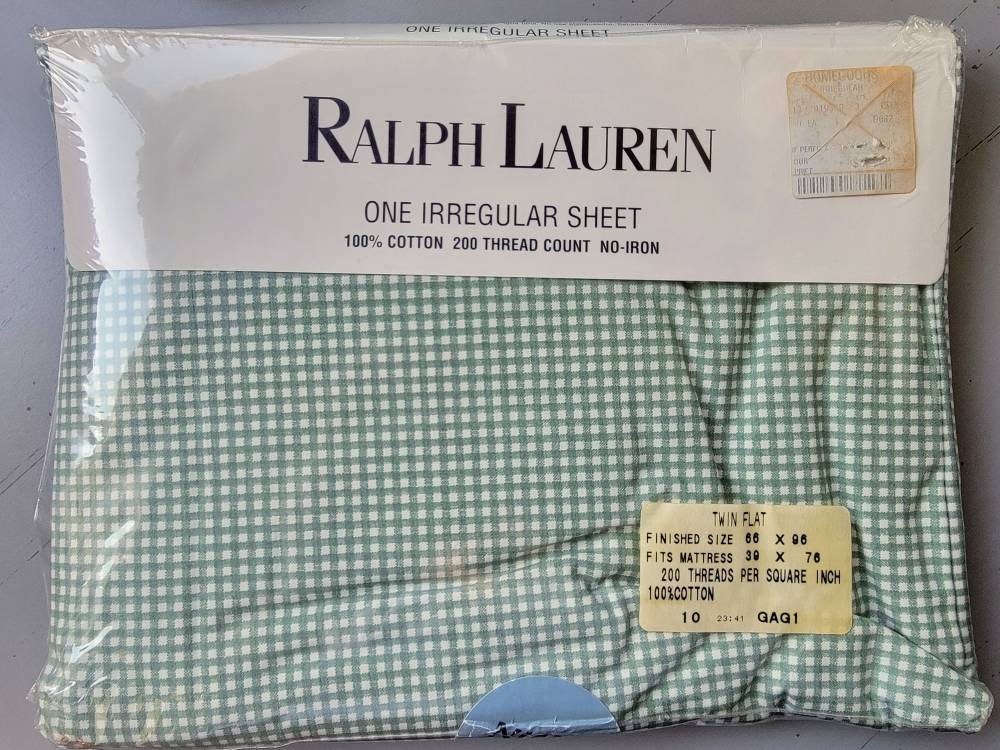 ONE IRREGULAR SHEET
HOMEGOODS
IRREGULAR
RALPH LAUREN
ONE IRREGULAR SHEET
100% COTTON 200 THREAD COUNT NO-IRON
TWIN FLAT
FINISHED SIZE 66 X 96
FITS MATTRESS 39 X 76
200 THREADS PER SQUARE INCH
100%COTTON
10 23:41 GAG1